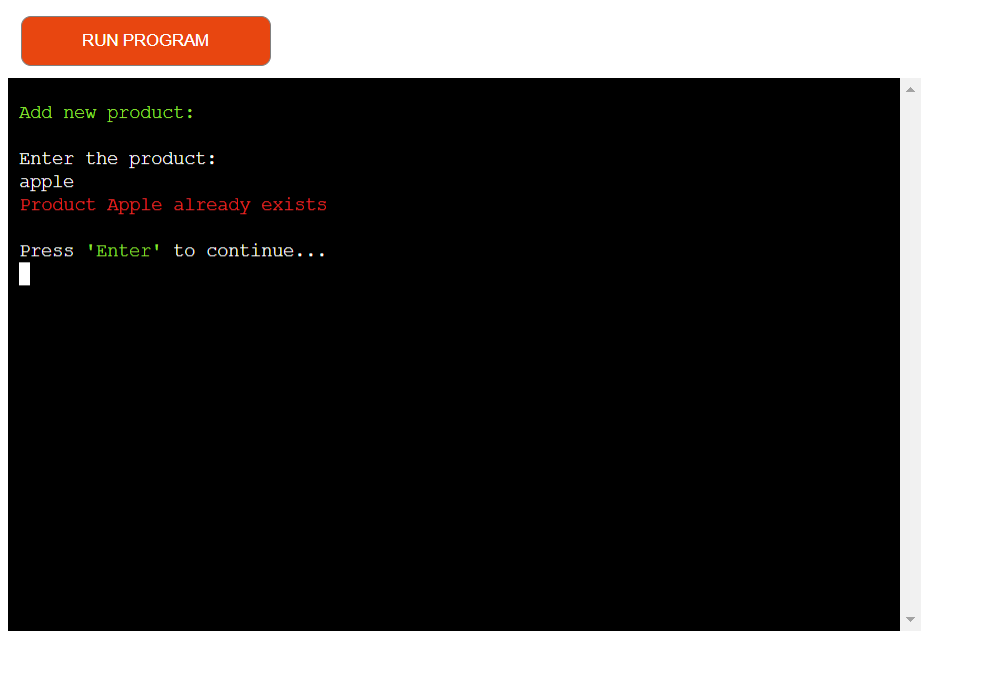 RUN PROGRAM
Add new product:
Enter the product:
apple
Product Apple already exists
Press 'Enter' to continue...